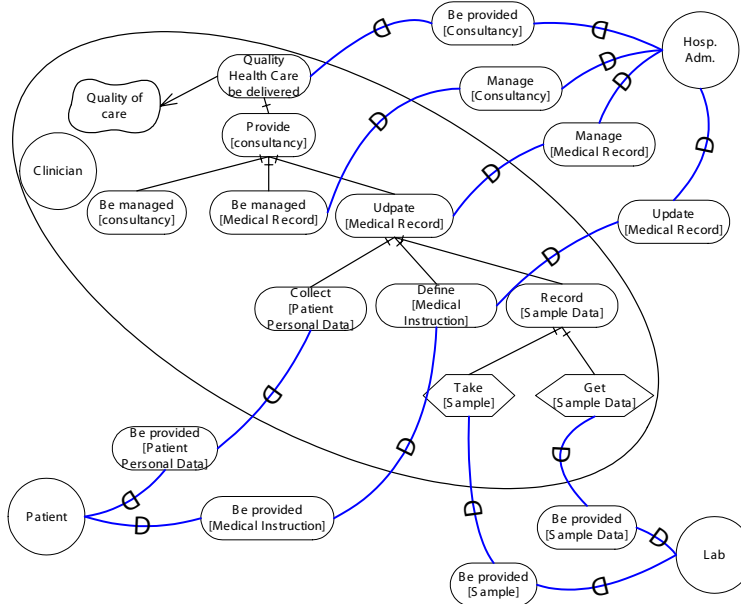 Be provided
[Consultancy]
Hosp.
Adm.
Quality
Health Care
be delivered
Manage
[Consultancy]
Quality of
care
Provide
[consultancy]
Manage
[Medical Record]
Clinician
Be managed
[consultancy]
Be managed
[Medical Record]
Udpate
[Medical Record]
Update
[Medical Record]
Collect
[Patient
Personal Data]
Define
[Medical
Instruction]
Record
[Sample Data]
Take
[Sample]
Get
[Sample Data]
Be provided
[Patient
Personal Data]
Patient
Be provided
[Medical Instruction]
Be provided
[Sample Data]
Lab
Be provided
[Sample]